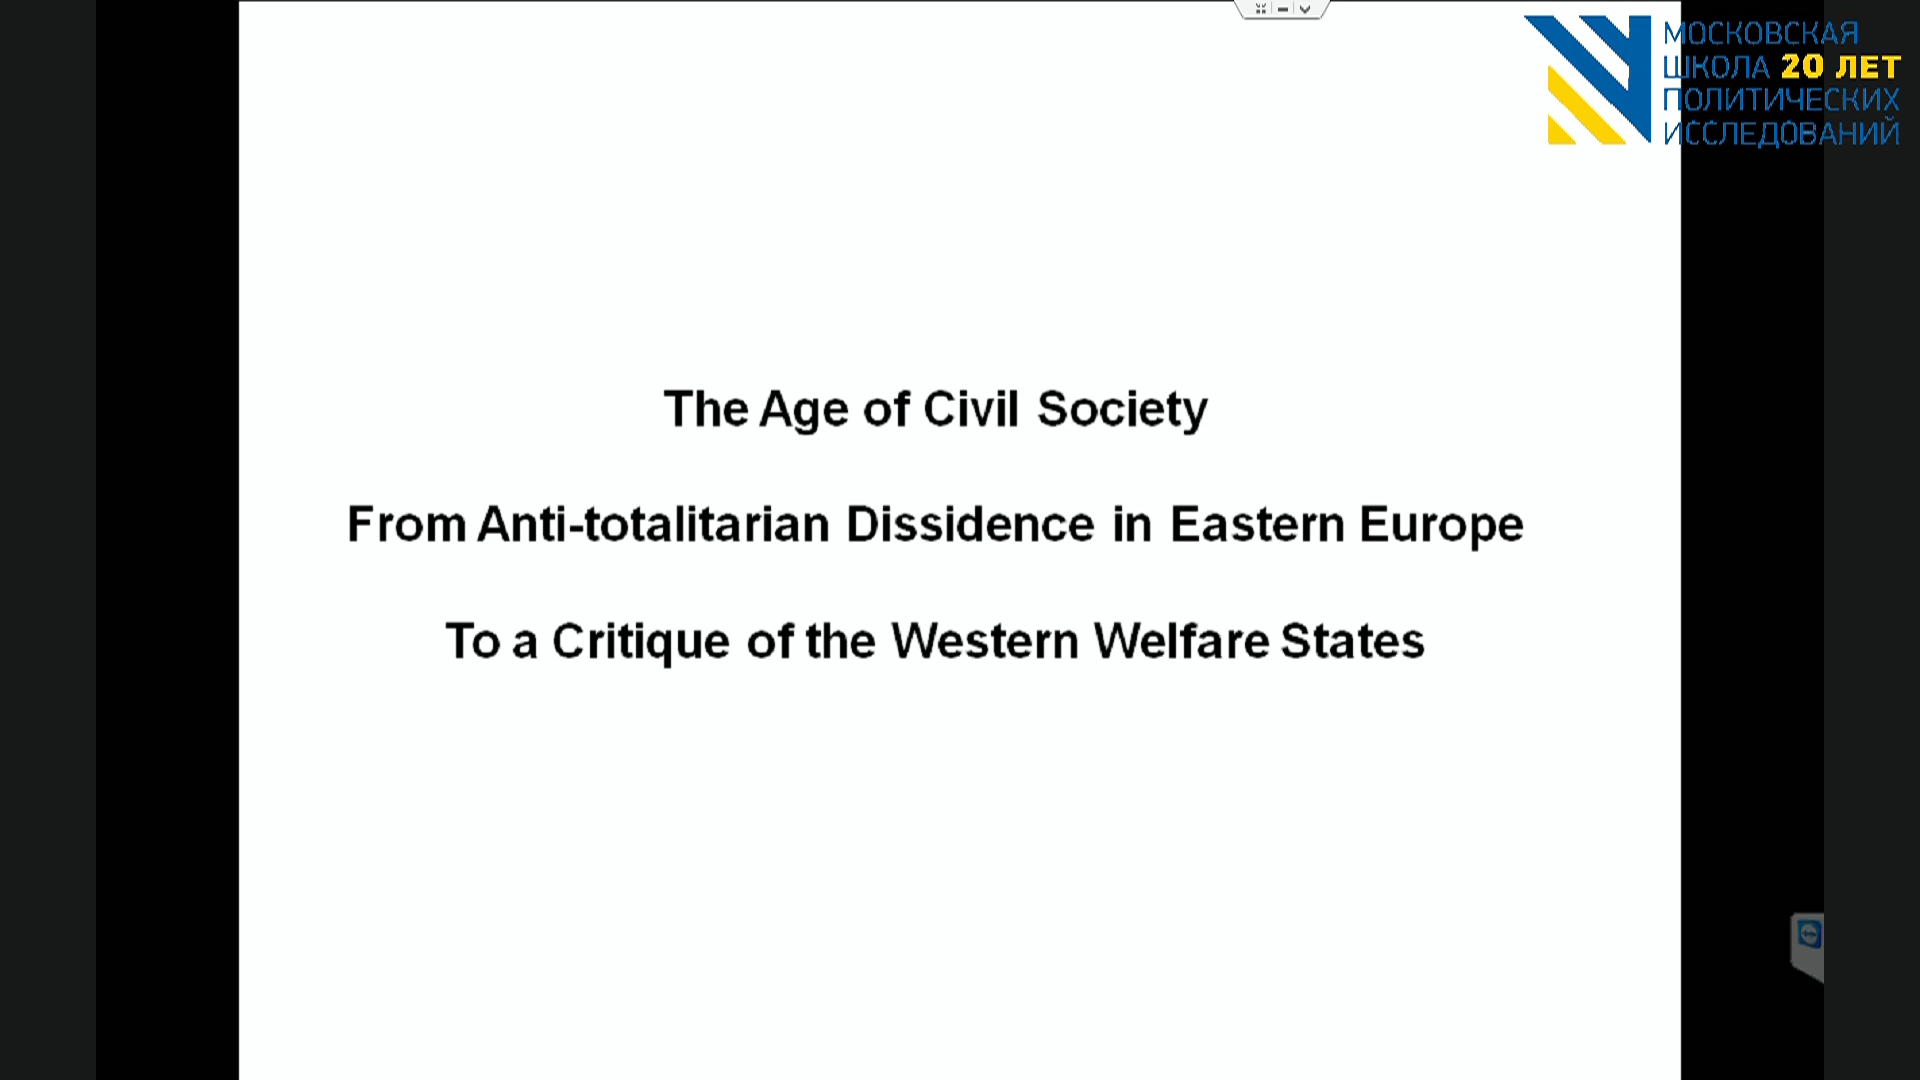 МОСКОВСКАЯ
ШКОЛА 20 ЛЕТ
ПОЛИТИЧЕСКИХ
ИССЛЕДОВАНИЙ
The Age of Civil Society
From Anti-totalitarian Dissidence in Eastern Europe
To a Critique of the Western Welfare States